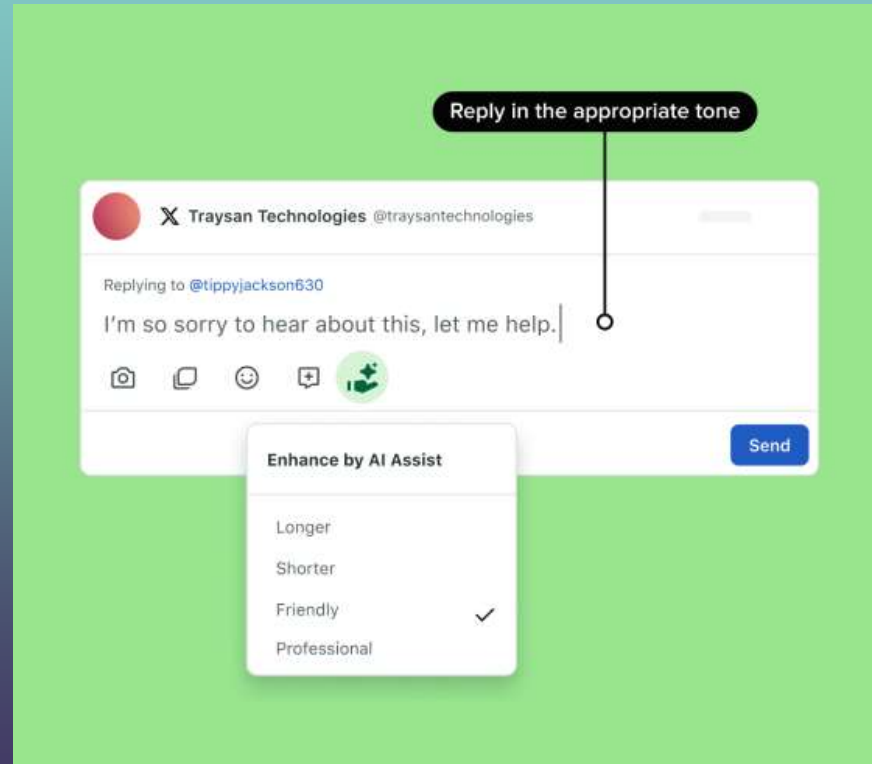 Reply in the appropriate tone
Traysan Technologies @traysantechnologies
Replying to @tippyjackson630
I'm so sorry to hear about this, let me help.
Send
Enhance by AI Assist
Longer
Shorter
Friendly
Professional